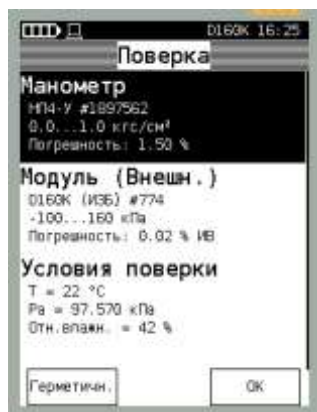 D160K 16:25
Поверка
Манометр
МП4-У #1897562
0.0...1.0 кгс/см²
Погрешность: 1.50 %
Модуль (Внешн.)
D160K (ИЗБ) #774
-100...160 кПа
Погрешность: 0.02 % ИВ
Условия поверки
T = 22 °C
Pa = 97.570 кПа
Отн.влажн. = 42 %
Герметичн.
OK